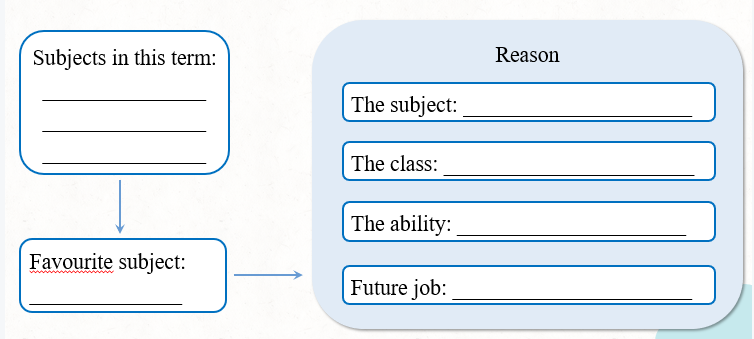 Subjects in this term:
Favourite subject:
Reason
The subject:
The class:
The ability:
Future job: